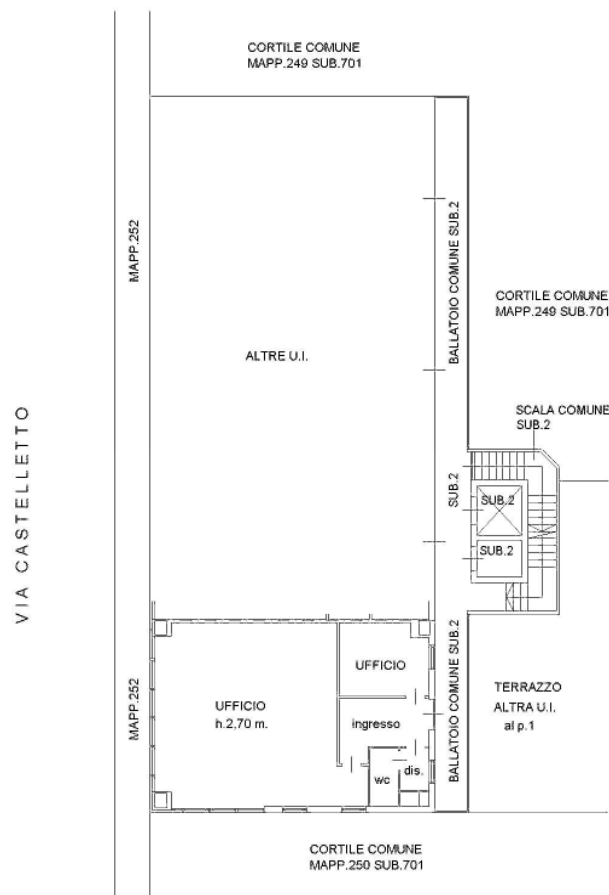 CORTILE COMUNE
MAPP.249 SUB.701
MAPP.252
BALLATOIO COMUNE SUB.2
CORTILE COMUNE
MAPP.249 SUB.701
ALTRE U.I.
SCALA COMUNE
SUB.2
VIA CASTELLETTO
SUB.2
SUB.2
SUB.2
UFFICIO
BALLATOIO COMUNE SUB.2
TERRAZZO
ALTRA U.I.
al p.1
MAPP.252
UFFICIO
h.2,70 m.
ingresso
wc
dis.
CORTILE COMUNE
MAPP.250 SUB.701